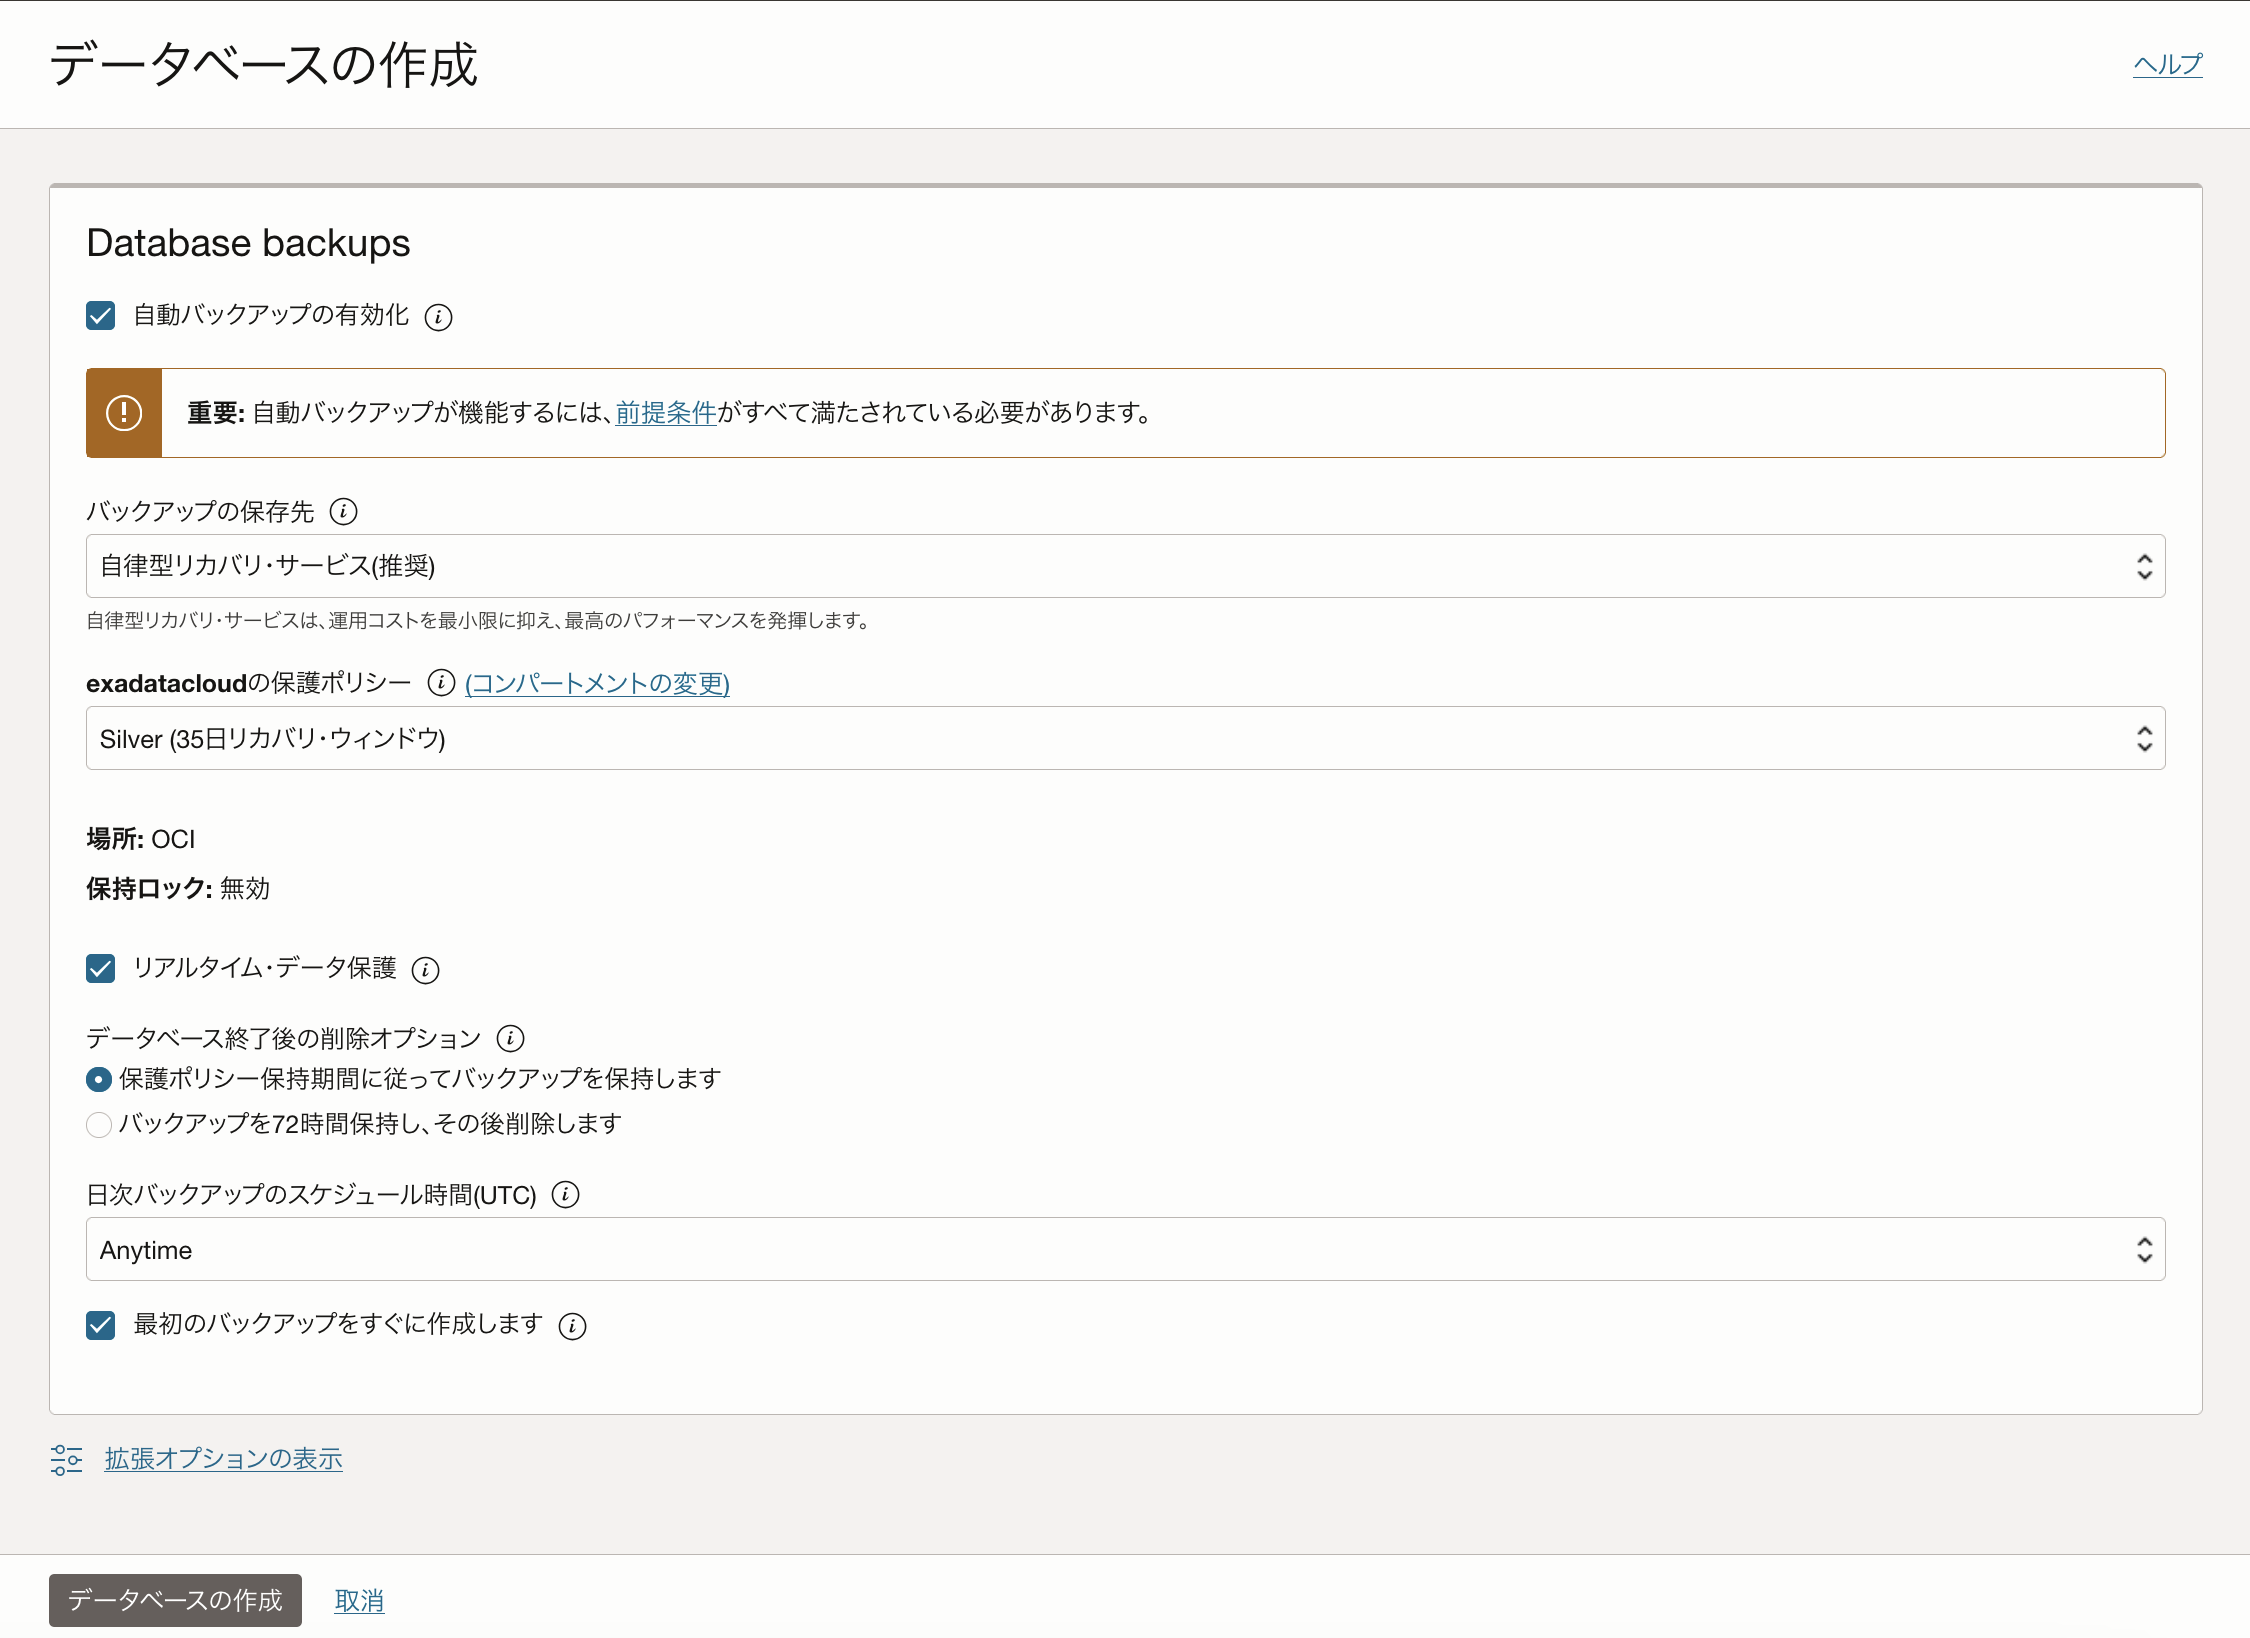 データベースの作成
ヘルプ
Database backups
自動バックアップの有効化
重要: 自動バックアップが機能するには、前提条件がすべて満たされている必要があります。
バックアップの保存先
自律型リカバリ・サービス(推奨)
自律型リカバリ・サービスは、運用コストを最小限に抑え、最高のパフォーマンスを発揮します。
exadatacloudの保護ポリシー (コンパートメントの変更)
Silver (35日リカバリ・ウィンドウ)
場所: OCI
保持ロック: 無効
リアルタイム・データ保護
データベース終了後の削除オプション
保護ポリシー保持期間に従ってバックアップを保持します
バックアップを72時間保持し、その後削除します
日次バックアップのスケジュール時間(UTC)
Anytime
最初のバックアップをすぐに作成します
拡張オプションの表示
データベースの作成 取消